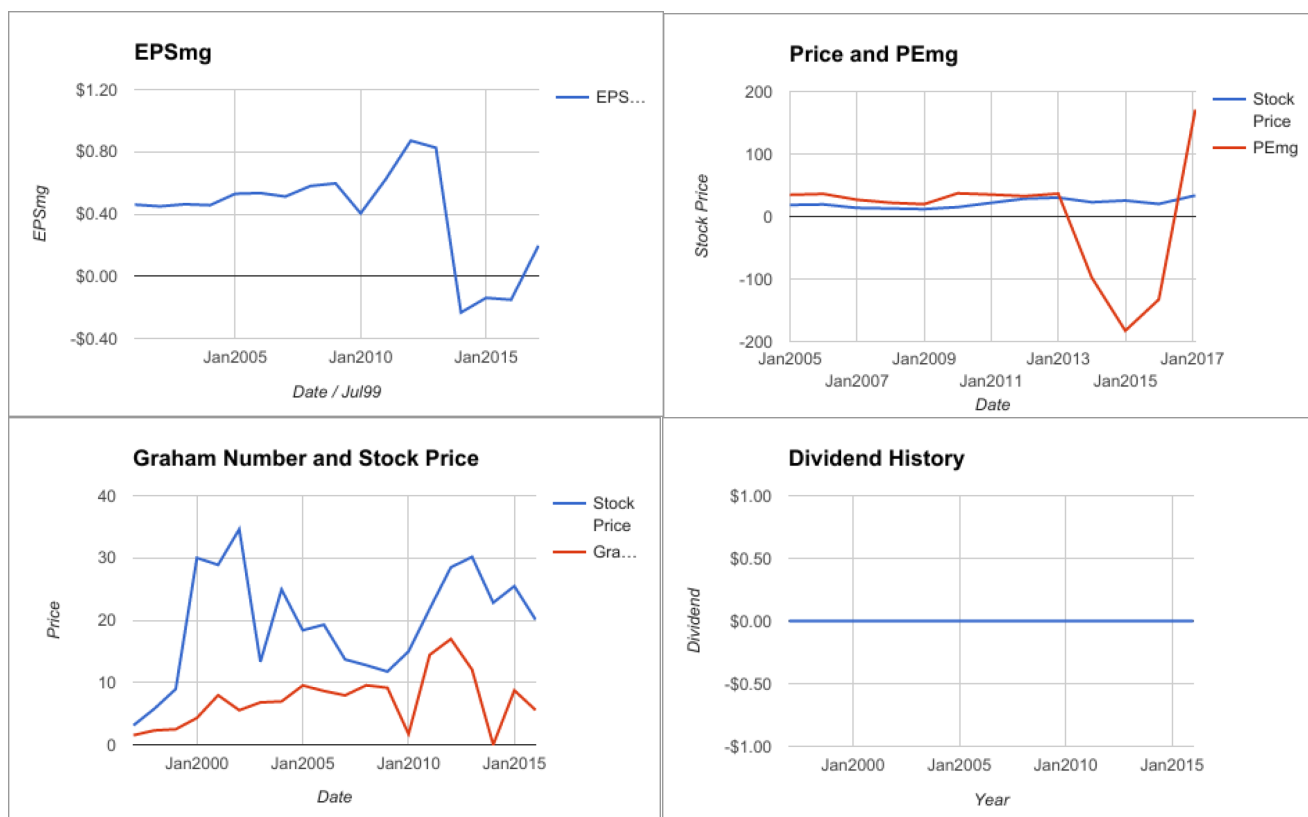 EPSmg
$1.20
$0.80
$0.40
$0.00
-$0.40
EPSmg
Jan2005
Jan2010
Jan2015
Date / Jul99
EPS…
Price and PEmg
200
100
0
-100
-200
Stock Price
Jan2005
Jan2009
Jan2013
Jan2017
Jan2007
Jan2011
Jan2015
Date
Stock
Price
PEmg
Graham Number and Stock Price
40
30
20
10
0
Price
Jan2000
Jan2005
Jan2010
Jan2015
Date
Stock
Price
Gra…
Dividend History
$1.00
$0.50
$0.00
-$0.50
-$1.00
Dividend
Jan2000
Jan2005
Jan2010
Jan2015
Year